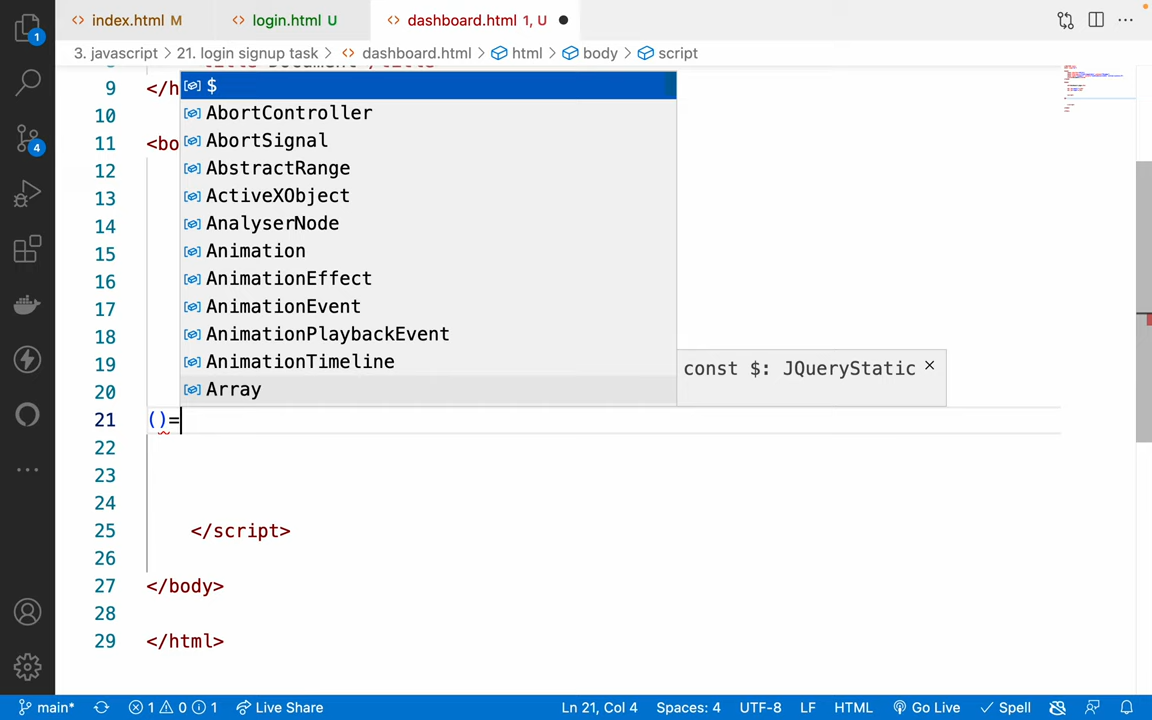 index.html M
login.html U
dashboard.html 1, U
3. javascript > 21. login signup task > dashboard.html > html > body > script
9 </h
10
11 <bo
12
13
14
15
16
17
18
19
20
21 ()=
22
23
24
25 </script>
26
27 </body>
28
29 </html>
$
AbortController
AbortSignal
AbstractRange
ActiveXObject
AnalyserNode
Animation
AnimationEffect
AnimationEvent
AnimationPlaybackEvent
AnimationTimeline
Array
const $: JQueryStatic
1
4
main* 1 0 1 Live Share Ln 21, Col 4 Spaces: 4 UTF-8 LF HTML Go Live Spell